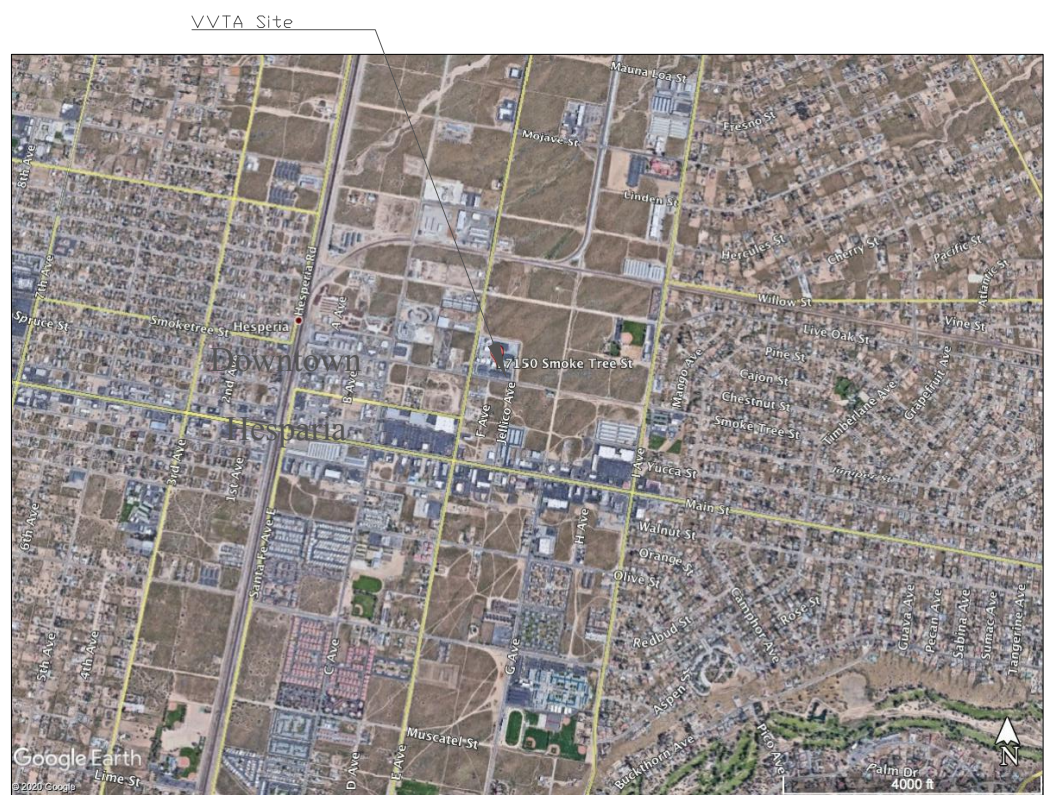 VVTA Site
Mauna Loa St
Fresno St
Mojave St
8th Ave
Linden St
Hercules St
Cherry St
Pacific St
Atlantic St
7th Ave
Hesperia Rd
A Ave
Willow St
Spruce St
Smoketree St
Hesperia
Live Oak St
Vine St
Downtown
2nd Ave
7150 Smoke Tree St
Pine St
Mango Ave
Cajon St
B Ave
Jellico Ave
Chestnut St
Timberlane Ave
Grapefruit Ave
F Ave
Hesparia
Smoke Tree St
3rd Ave
1st Ave
I Ave
Yucca St
Juniper St
Main St
6th Ave
Santa Fe Ave E
H Ave
Walnut St
Orange St
Olive St
Camphor Ave
Rose St
Guava Ave
Pecan Ave
Sabina Ave
Sumac Ave
Tangerine Ave
Redbud St
5th Ave
4th Ave
C Ave
G Ave
Aspen St
Muscatel St
Pico Ave
Buckthorn Ave
D Ave
E Ave
Google Earth
N
Lime St
Palm Dr
4000 ft
© 2020 Google